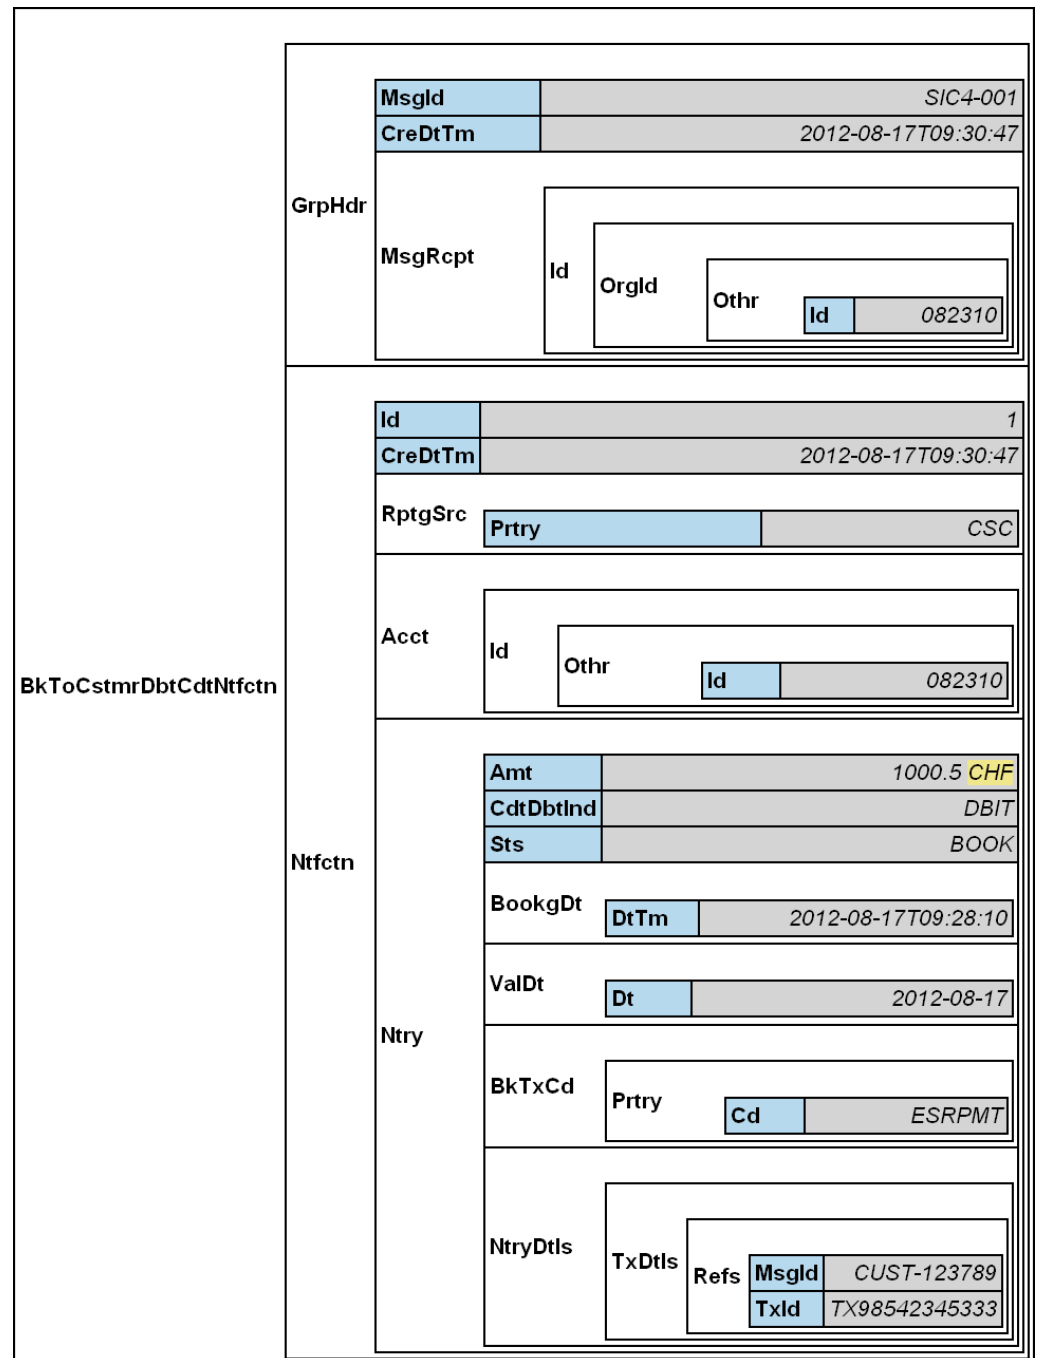 MsgId SIC4-001
CreDtTm 2012-08-17T09:30:47
GrpHdr
MsgRcpt
Id
OrgId
Othr
Id 082310
Id 1
CreDtTm 2012-08-17T09:30:47
RptgSrc
Prtry CSC
Acct
Id
Othr
Id 082310
BkToCstmrDbtCdtNtfctn
Amt 1000.5 CHF
CdtDbtInd DBIT
Sts BOOK
Ntfctn
BookgDt
DtTm 2012-08-17T09:28:10
ValDt
Dt 2012-08-17
Ntry
BkTxCd
Prtry
Cd ESRPMT
NtryDtls
TxDtls
Refs
MsgId CUST-123789
TxId TX98542345333